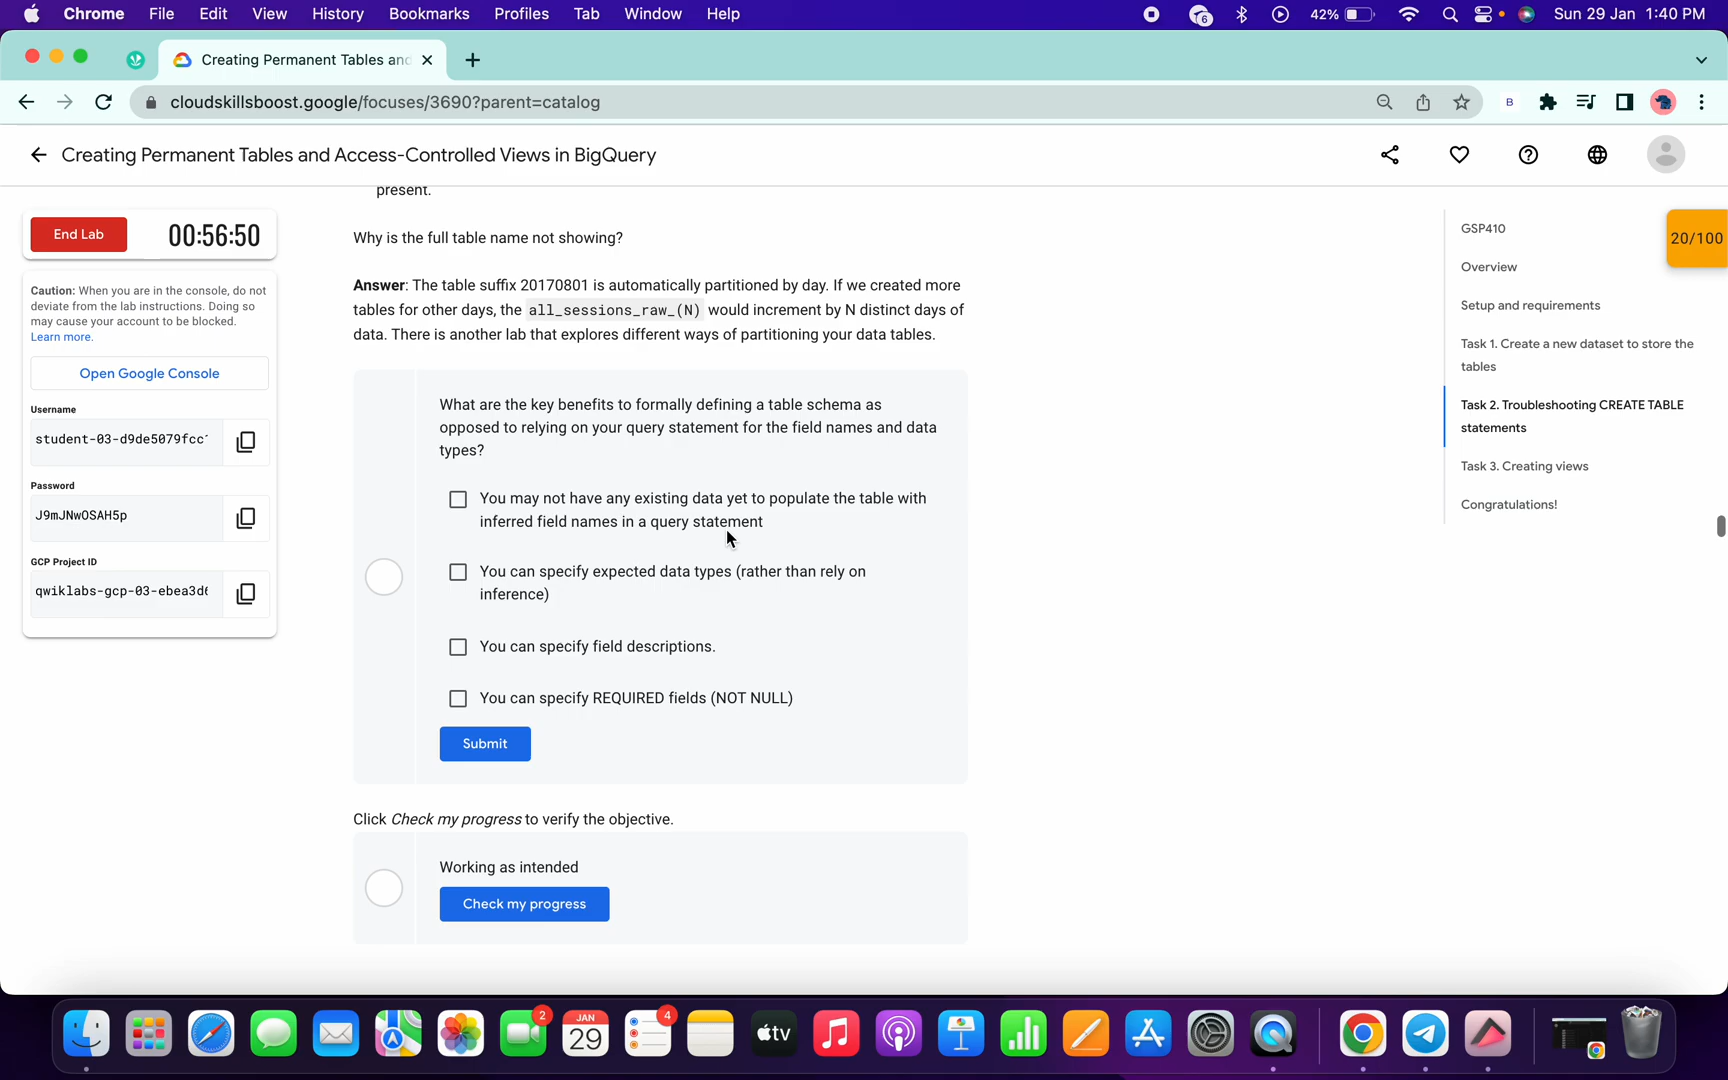 Chrome File Edit View History Bookmarks Profiles Tab Window Help 6 42% Sun 29 Jan 1:40 PM
Creating Permanent Tables and
cloudskillsboost.google/focuses/3690?parent=catalog B
Creating Permanent Tables and Access-Controlled Views in BigQuery
End Lab 00:56:50
Caution: When you are in the console, do not
deviate from the lab instructions. Doing so
may cause your account to be blocked.
Learn more.
Open Google Console
Username
student-03-d9de5079fcc
Password
J9mJNwOSAH5p
GCP Project ID
qwiklabs-gcp-03-ebea3d
present.
Why is the full table name not showing?
Answer: The table suffix 20170801 is automatically partitioned by day. If we created more
tables for other days, the all_sessions_raw_(N) would increment by N distinct days of
data. There is another lab that explores different ways of partitioning your data tables.
What are the key benefits to formally defining a table schema as
opposed to relying on your query statement for the field names and data
types?
You may not have any existing data yet to populate the table with
inferred field names in a query statement
You can specify expected data types (rather than rely on
inference)
You can specify field descriptions.
You can specify REQUIRED fields (NOT NULL)
Submit
Click Check my progress to verify the objective.
Working as intended
Check my progress
GSP410
Overview
Setup and requirements
Task 1. Create a new dataset to store the
tables
Task 2. Troubleshooting CREATE TABLE
statements
Task 3. Creating views
Congratulations!
20/100
2
JAN
29
4
tv